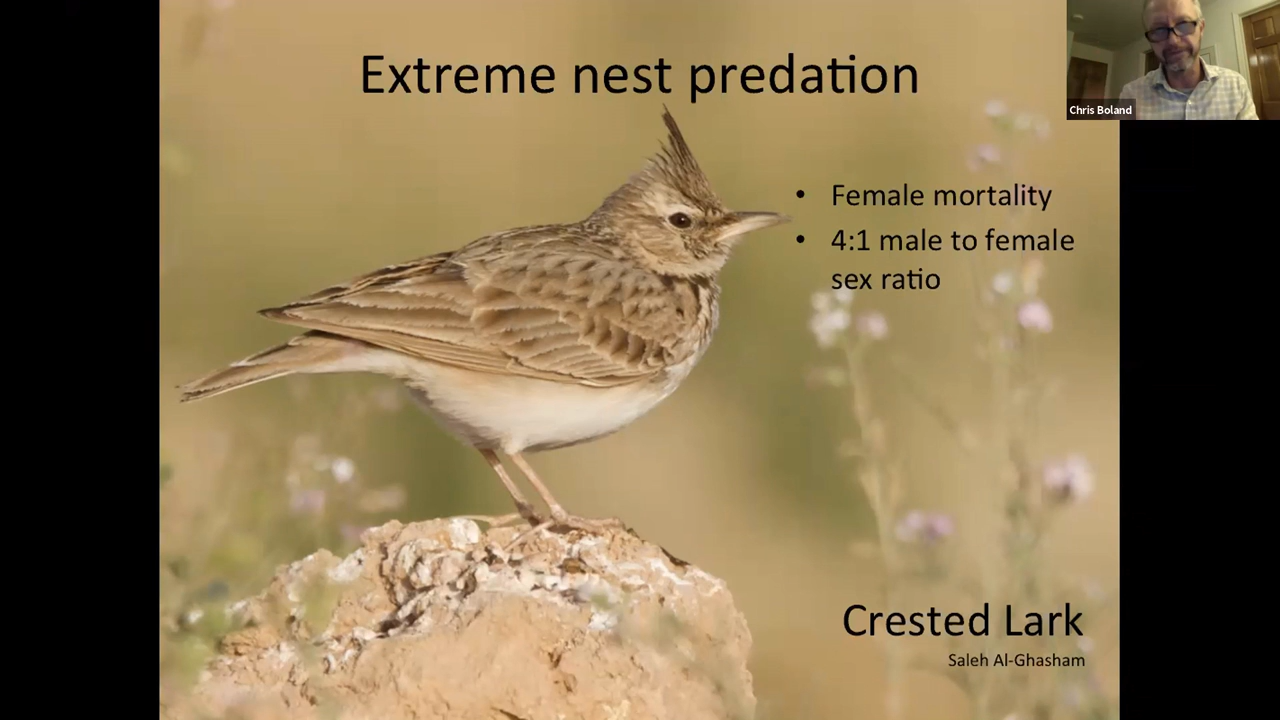 Extreme nest predation
Chris Boland
• Female mortality
• 4:1 male to female
sex ratio
Crested Lark
Saleh Al-Ghasham